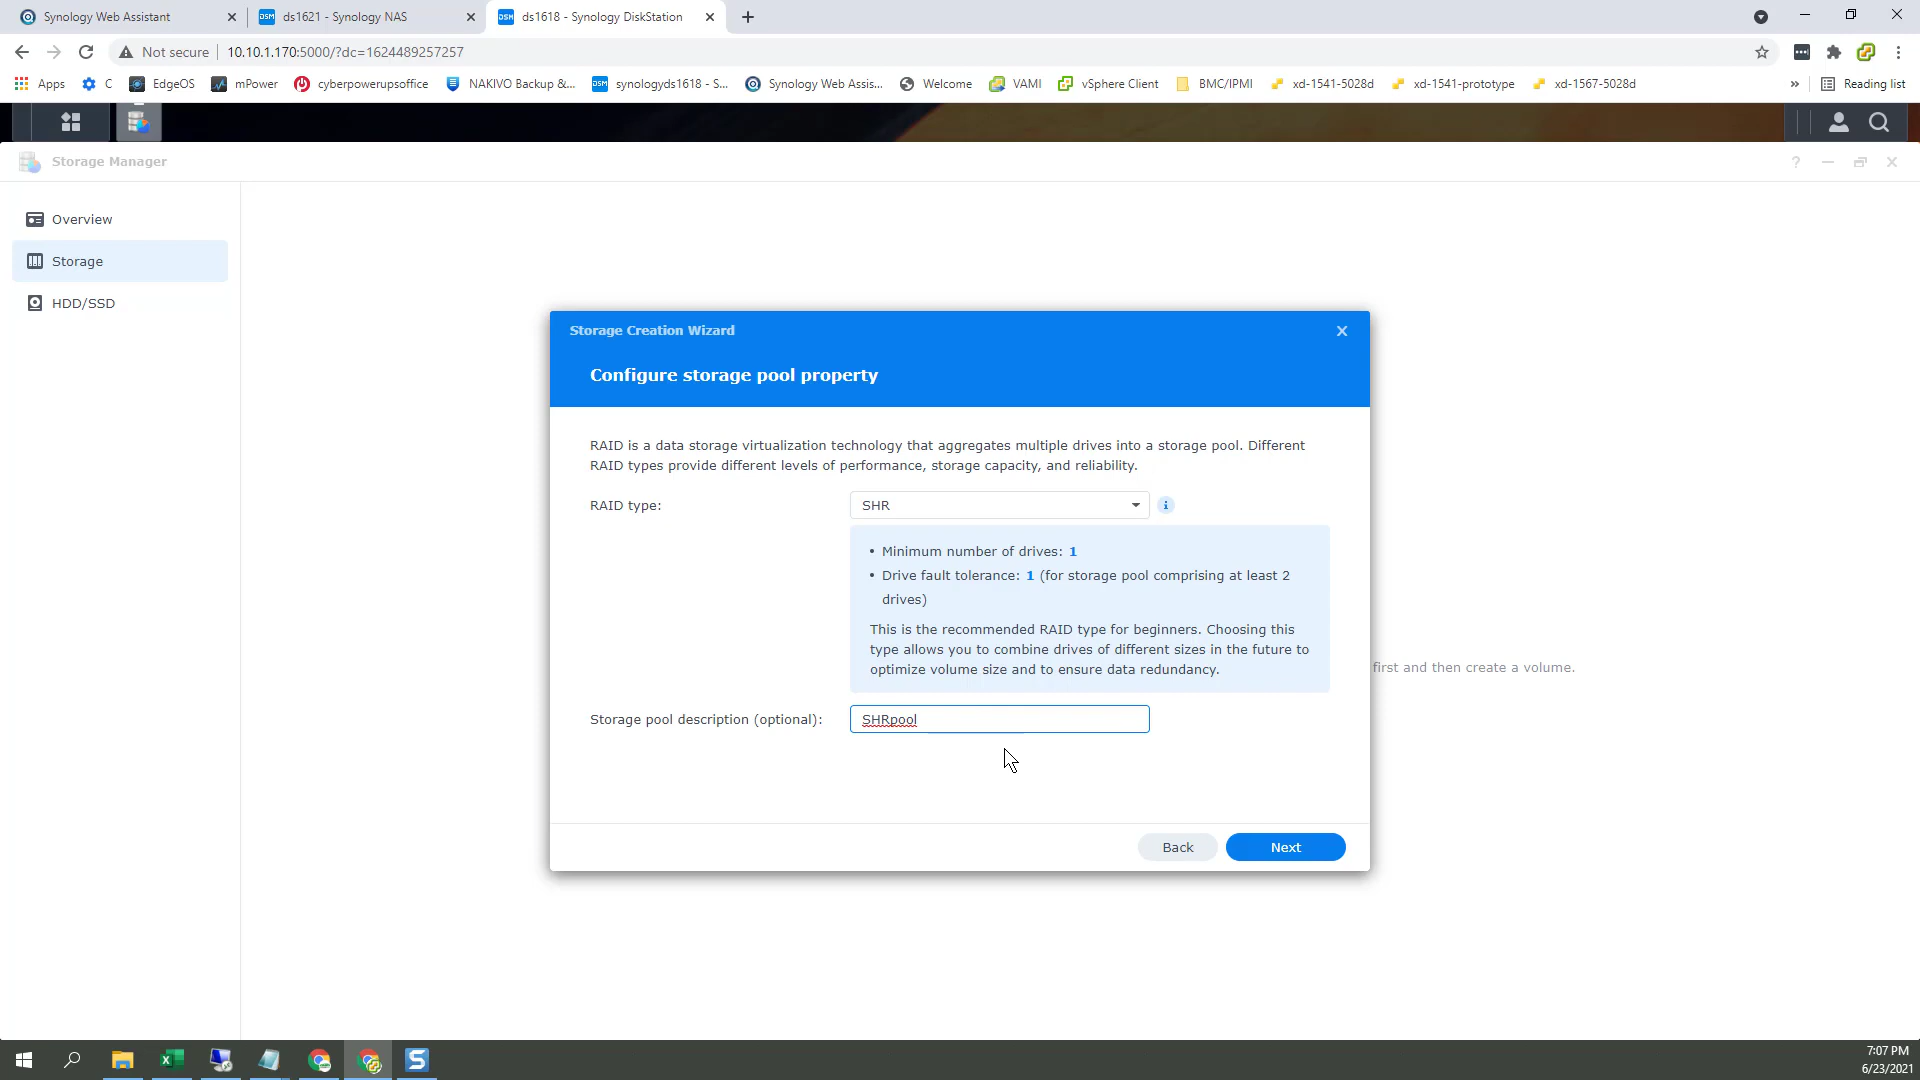 Synology Web Assistant
ds1621 - Synology NAS
ds1618 - Synology DiskStation
Not secure
10.10.1.170:5000/?dc=1624489257257
Apps
C
EdgeOS
mPower
cyberpowerupsoffice
NAKIVO Backup &...
synologyds1618 - S...
Synology Web Assis...
Welcome
VAMI
vSphere Client
BMC/IPMI
xd-1541-5028d
xd-1541-prototype
xd-1567-5028d
»
Reading list
Storage Manager
?
Overview
Storage
HDD/SSD
Storage Creation Wizard
Configure storage pool property
RAID is a data storage virtualization technology that aggregates multiple drives into a storage pool. Different
RAID types provide different levels of performance, storage capacity, and reliability.
RAID type:
SHR
i
• Minimum number of drives: 1
• Drive fault tolerance: 1 (for storage pool comprising at least 2
drives)
This is the recommended RAID type for beginners. Choosing this
type allows you to combine drives of different sizes in the future to
optimize volume size and to ensure data redundancy.
first and then create a volume.
Storage pool description (optional):
SHRpool
Back
Next
7:07 PM
6/23/2021